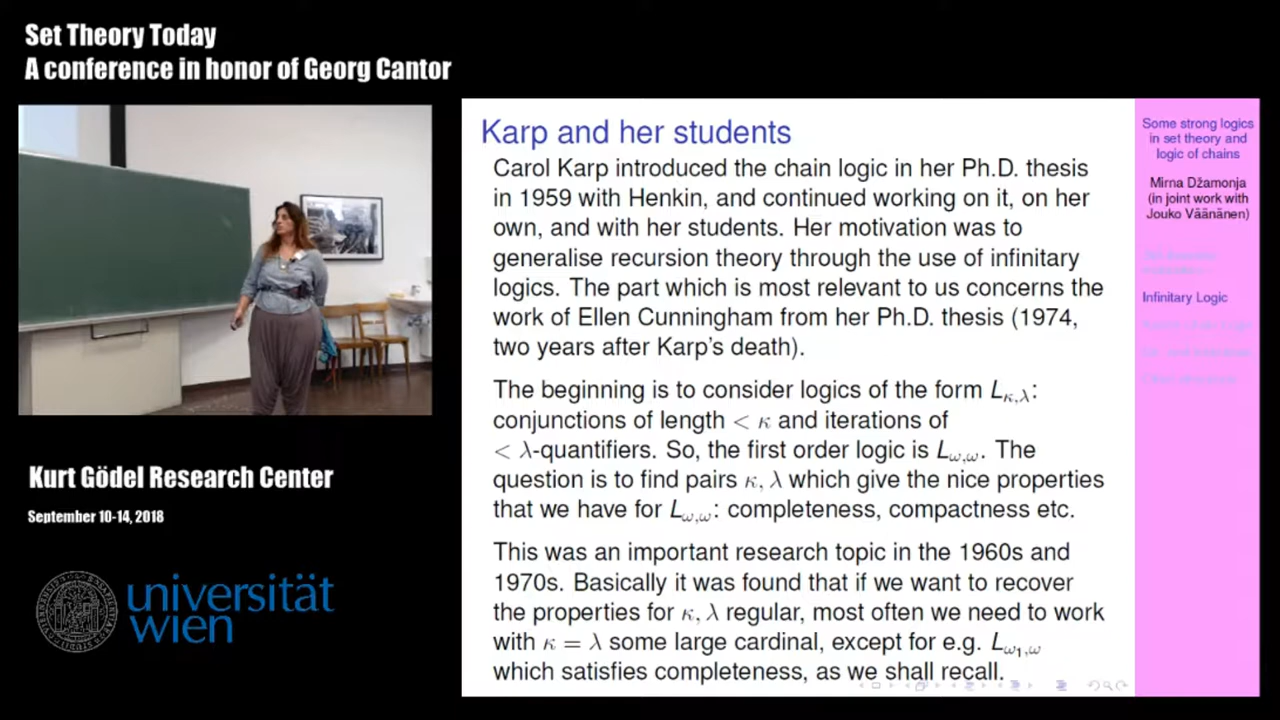 Set Theory Today
A conference in honor of Georg Cantor
Karp and her students
Carol Karp introduced the chain logic in her Ph.D. thesis
in 1959 with Henkin, and continued working on it, on her
own, and with her students. Her motivation was to
generalise recursion theory through the use of infinitary
logics. The part which is most relevant to us concerns the
work of Ellen Cunningham from her Ph.D. thesis (1974,
two years after Karp's death).
The beginning is to consider logics of the form L_{κ,λ}:
conjunctions of length < κ and iterations of
< λ-quantifiers. So, the first order logic is L_{ω,ω}. The
question is to find pairs κ, λ which give the nice properties
that we have for L_{ω,ω}: completeness, compactness etc.
This was an important research topic in the 1960s and
1970s. Basically it was found that if we want to recover
the properties for κ, λ regular, most often we need to work
with κ = λ some large cardinal, except for e.g. L_{ω₁,ω}
which satisfies completeness, as we shall recall.
Some strong logics
in set theory and
logic of chains
Mirna Džamonja
(in joint work with
Jouko Väänänen)
Infinitary Logic
Kurt Gödel Research Center
September 10-14, 2018
universität
wien